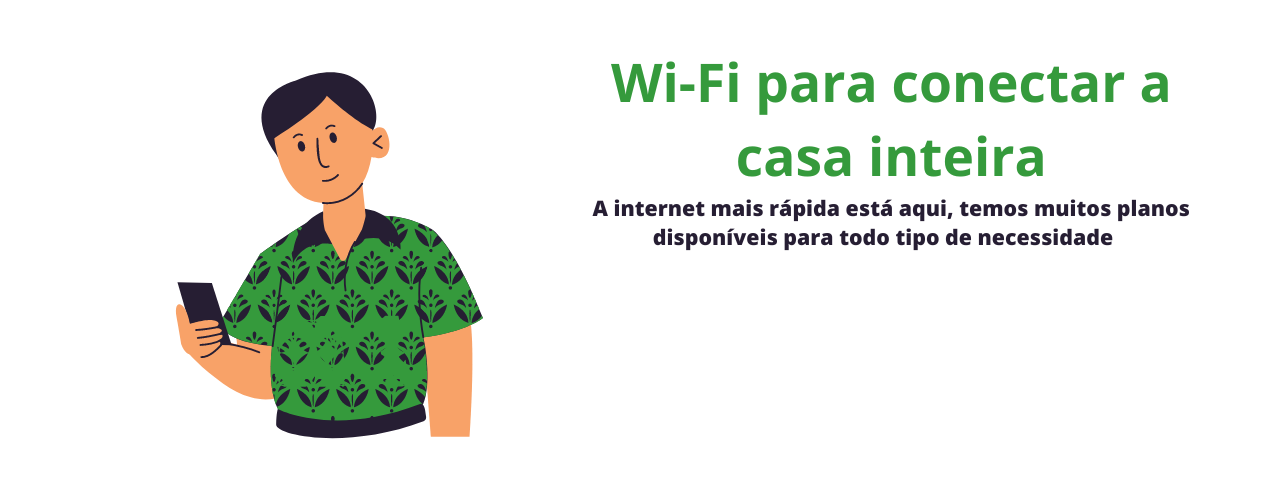 Wi-Fi para conectar a
casa inteira
A internet mais rápida está aqui, temos muitos planos
disponíveis para todo tipo de necessidade